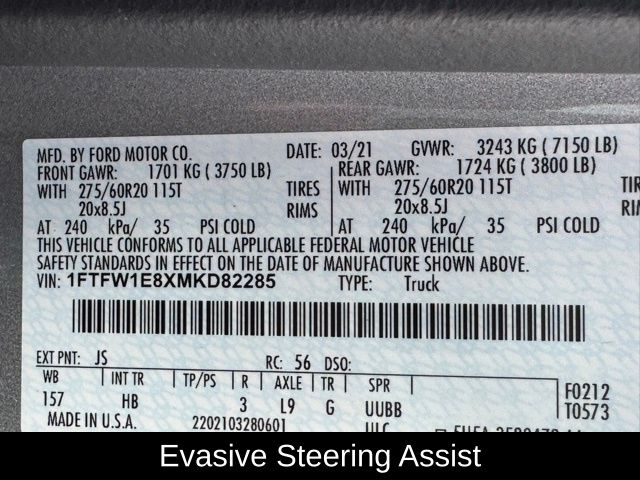 MFD. BY FORD MOTOR CO. DATE: 03/21 GVWR: 3243 KG ( 7150 LB)
FRONT GAWR: 1701 KG ( 3750 LB) REAR GAWR: 1724 KG ( 3800 LB)
WITH 275/60R20 115T TIRES WITH 275/60R20 115T TIRES
20x8.5J RIMS 20x8.5J RIMS
AT 240 kPa/ 35 PSI COLD AT 240 kPa/ 35 PSI COLD
THIS VEHICLE CONFORMS TO ALL APPLICABLE FEDERAL MOTOR VEHICLE
SAFETY STANDARDS IN EFFECT ON THE DATE OF MANUFACTURE SHOWN ABOVE.
VIN: 1FTFW1E8XMKD82285 TYPE: Truck
EXT PNT: JS RC: 56 DSO:
WB INT TR TP/PS R AXLE TR SPR F0212
157 HB 3 L9 G UUBB T0573
MADE IN U.S.A. 2202103280601 ULC
Evasive Steering Assist